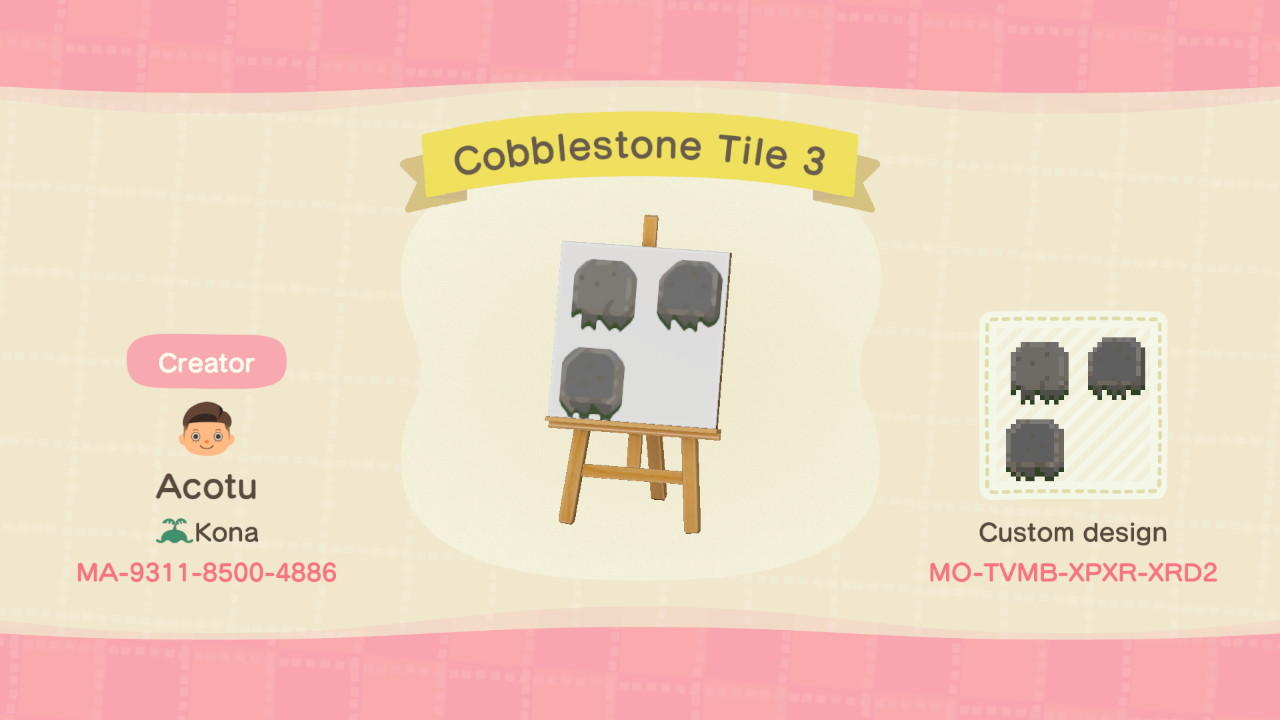 Cobblestone Tile 3
Creator
Acotu
Kona
MA-9311-8500-4886
Custom design
MO-TVMB-XPXR-XRD2